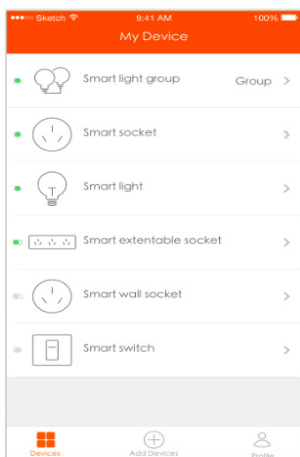 Sketch 9:41 AM 100%
My Device
Smart light group Group
Smart socket
Smart light
Smart extentable socket
Smart wall socket
Smart switch
Devices Add Devices Profile